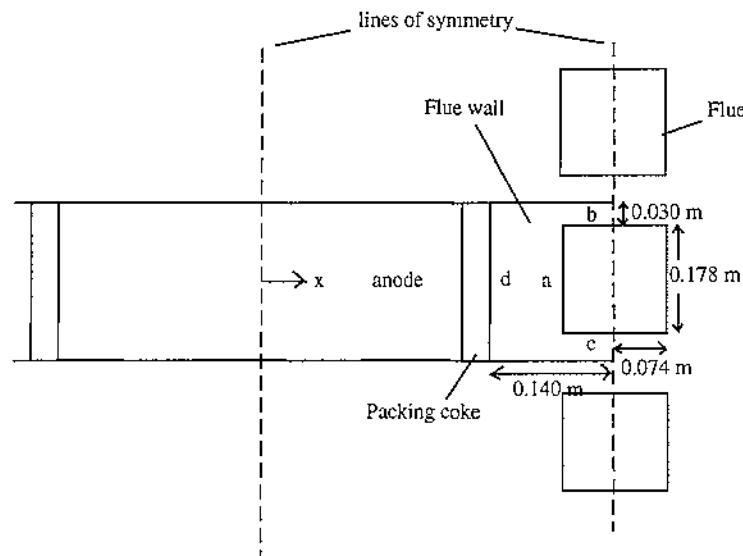 lines of symmetry
Flue wall
Flue
b
0.030 m
x
anode
d
a
0.178 m
c
0.074 m
0.140 m
Packing coke